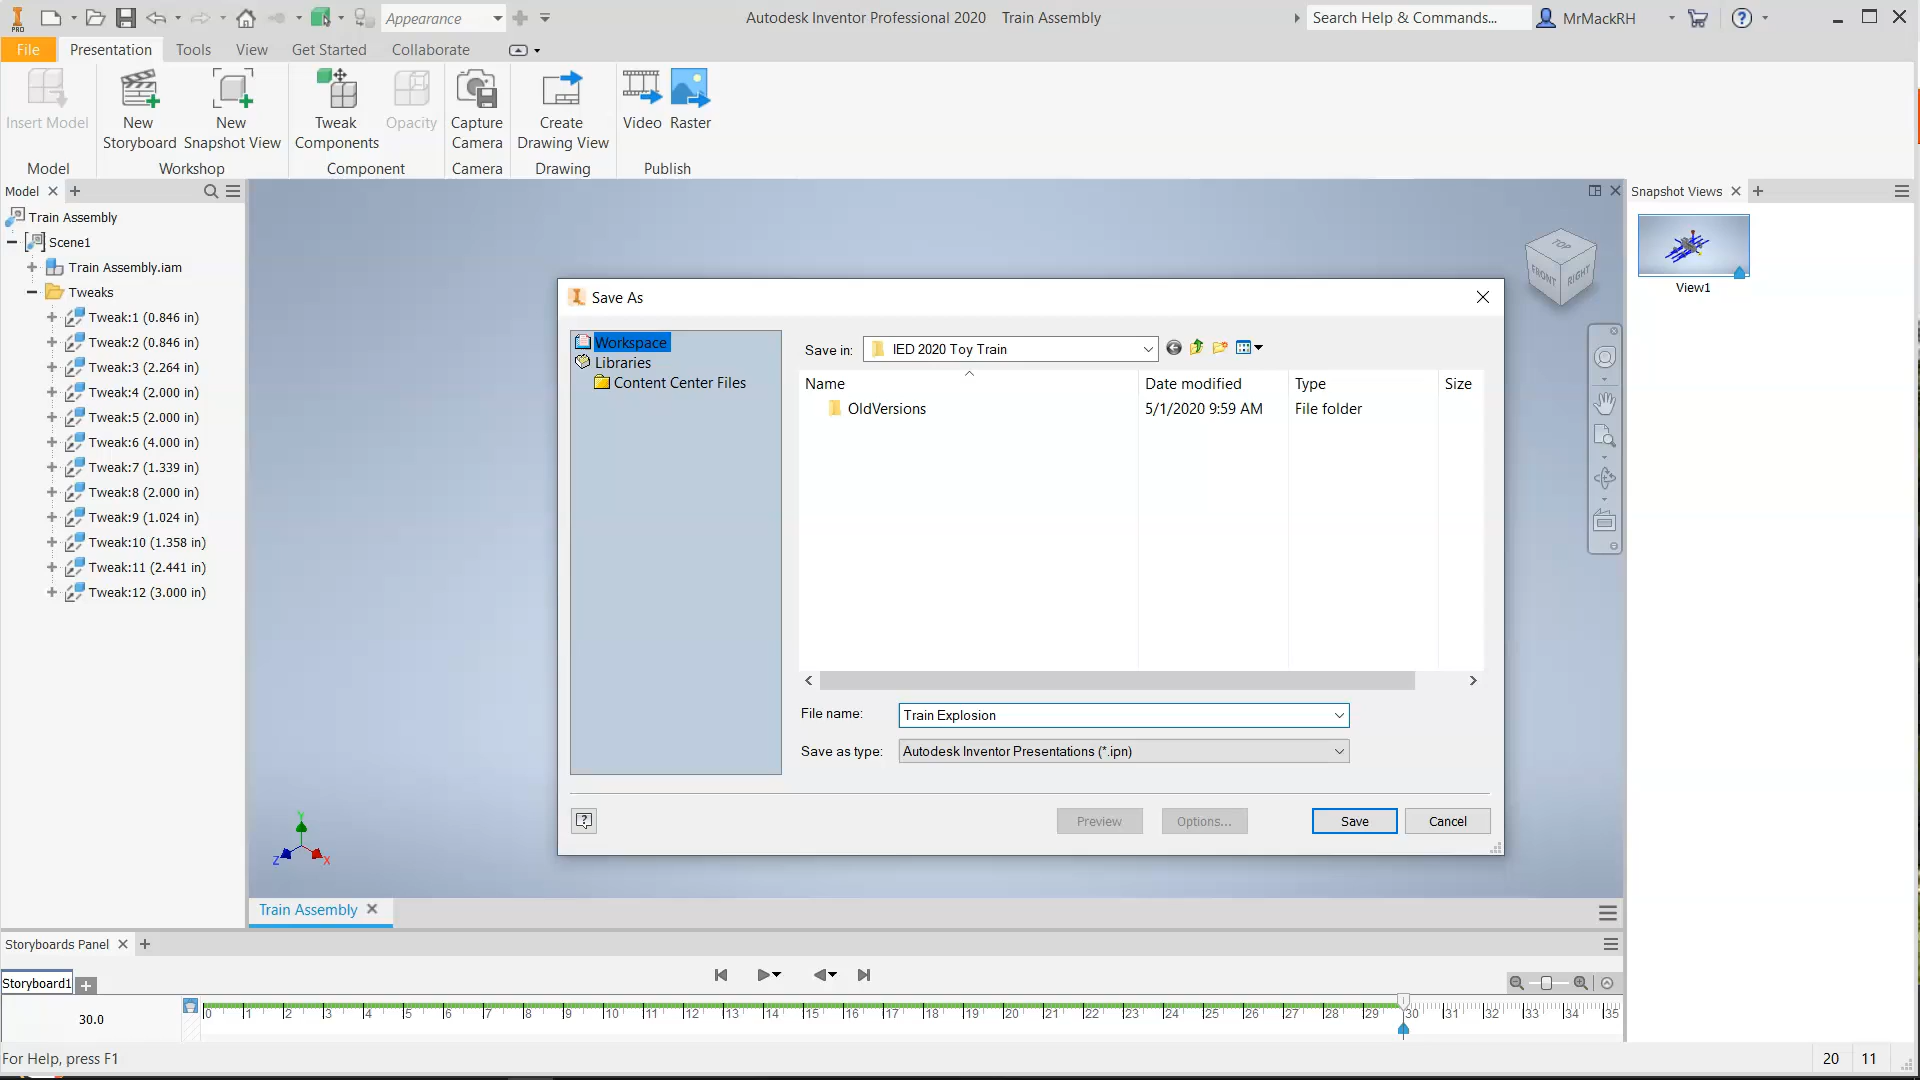 PRO
Appearance
Autodesk Inventor Professional 2020 Train Assembly
Search Help & Commands...
MrMackRH
File
Presentation
Tools
View
Get Started
Collaborate
Insert Model
New Storyboard
New Snapshot View
Tweak Components
Opacity
Capture Camera
Create Drawing View
Video
Raster
Model
Workshop
Component
Camera
Drawing
Publish
Model
Train Assembly
Scene1
Train Assembly.iam
Tweaks
Tweak:1 (0.846 in)
Tweak:2 (0.846 in)
Tweak:3 (2.264 in)
Tweak:4 (2.000 in)
Tweak:5 (2.000 in)
Tweak:6 (4.000 in)
Tweak:7 (1.339 in)
Tweak:8 (2.000 in)
Tweak:9 (1.024 in)
Tweak:10 (1.358 in)
Tweak:11 (2.441 in)
Tweak:12 (3.000 in)
Save As
Workspace
Libraries
Content Center Files
Save in:
IED 2020 Toy Train
Name
Date modified
Type
Size
OldVersions
5/1/2020 9:59 AM
File folder
File name:
Train Explosion
Save as type:
Autodesk Inventor Presentations (*.ipn)
Preview
Options...
Save
Cancel
TOP
FRONT
RIGHT
Snapshot Views
View1
Y
Z
X
Train Assembly
Storyboards Panel
Storyboard1
30.0
0 1 2 3 4 5 6 7 8 9 10 11 12 13 14 15 16 17 18 19 20 21 22 23 24 25 26 27 28 29 30 31 32 33 34 35
For Help, press F1
20
11